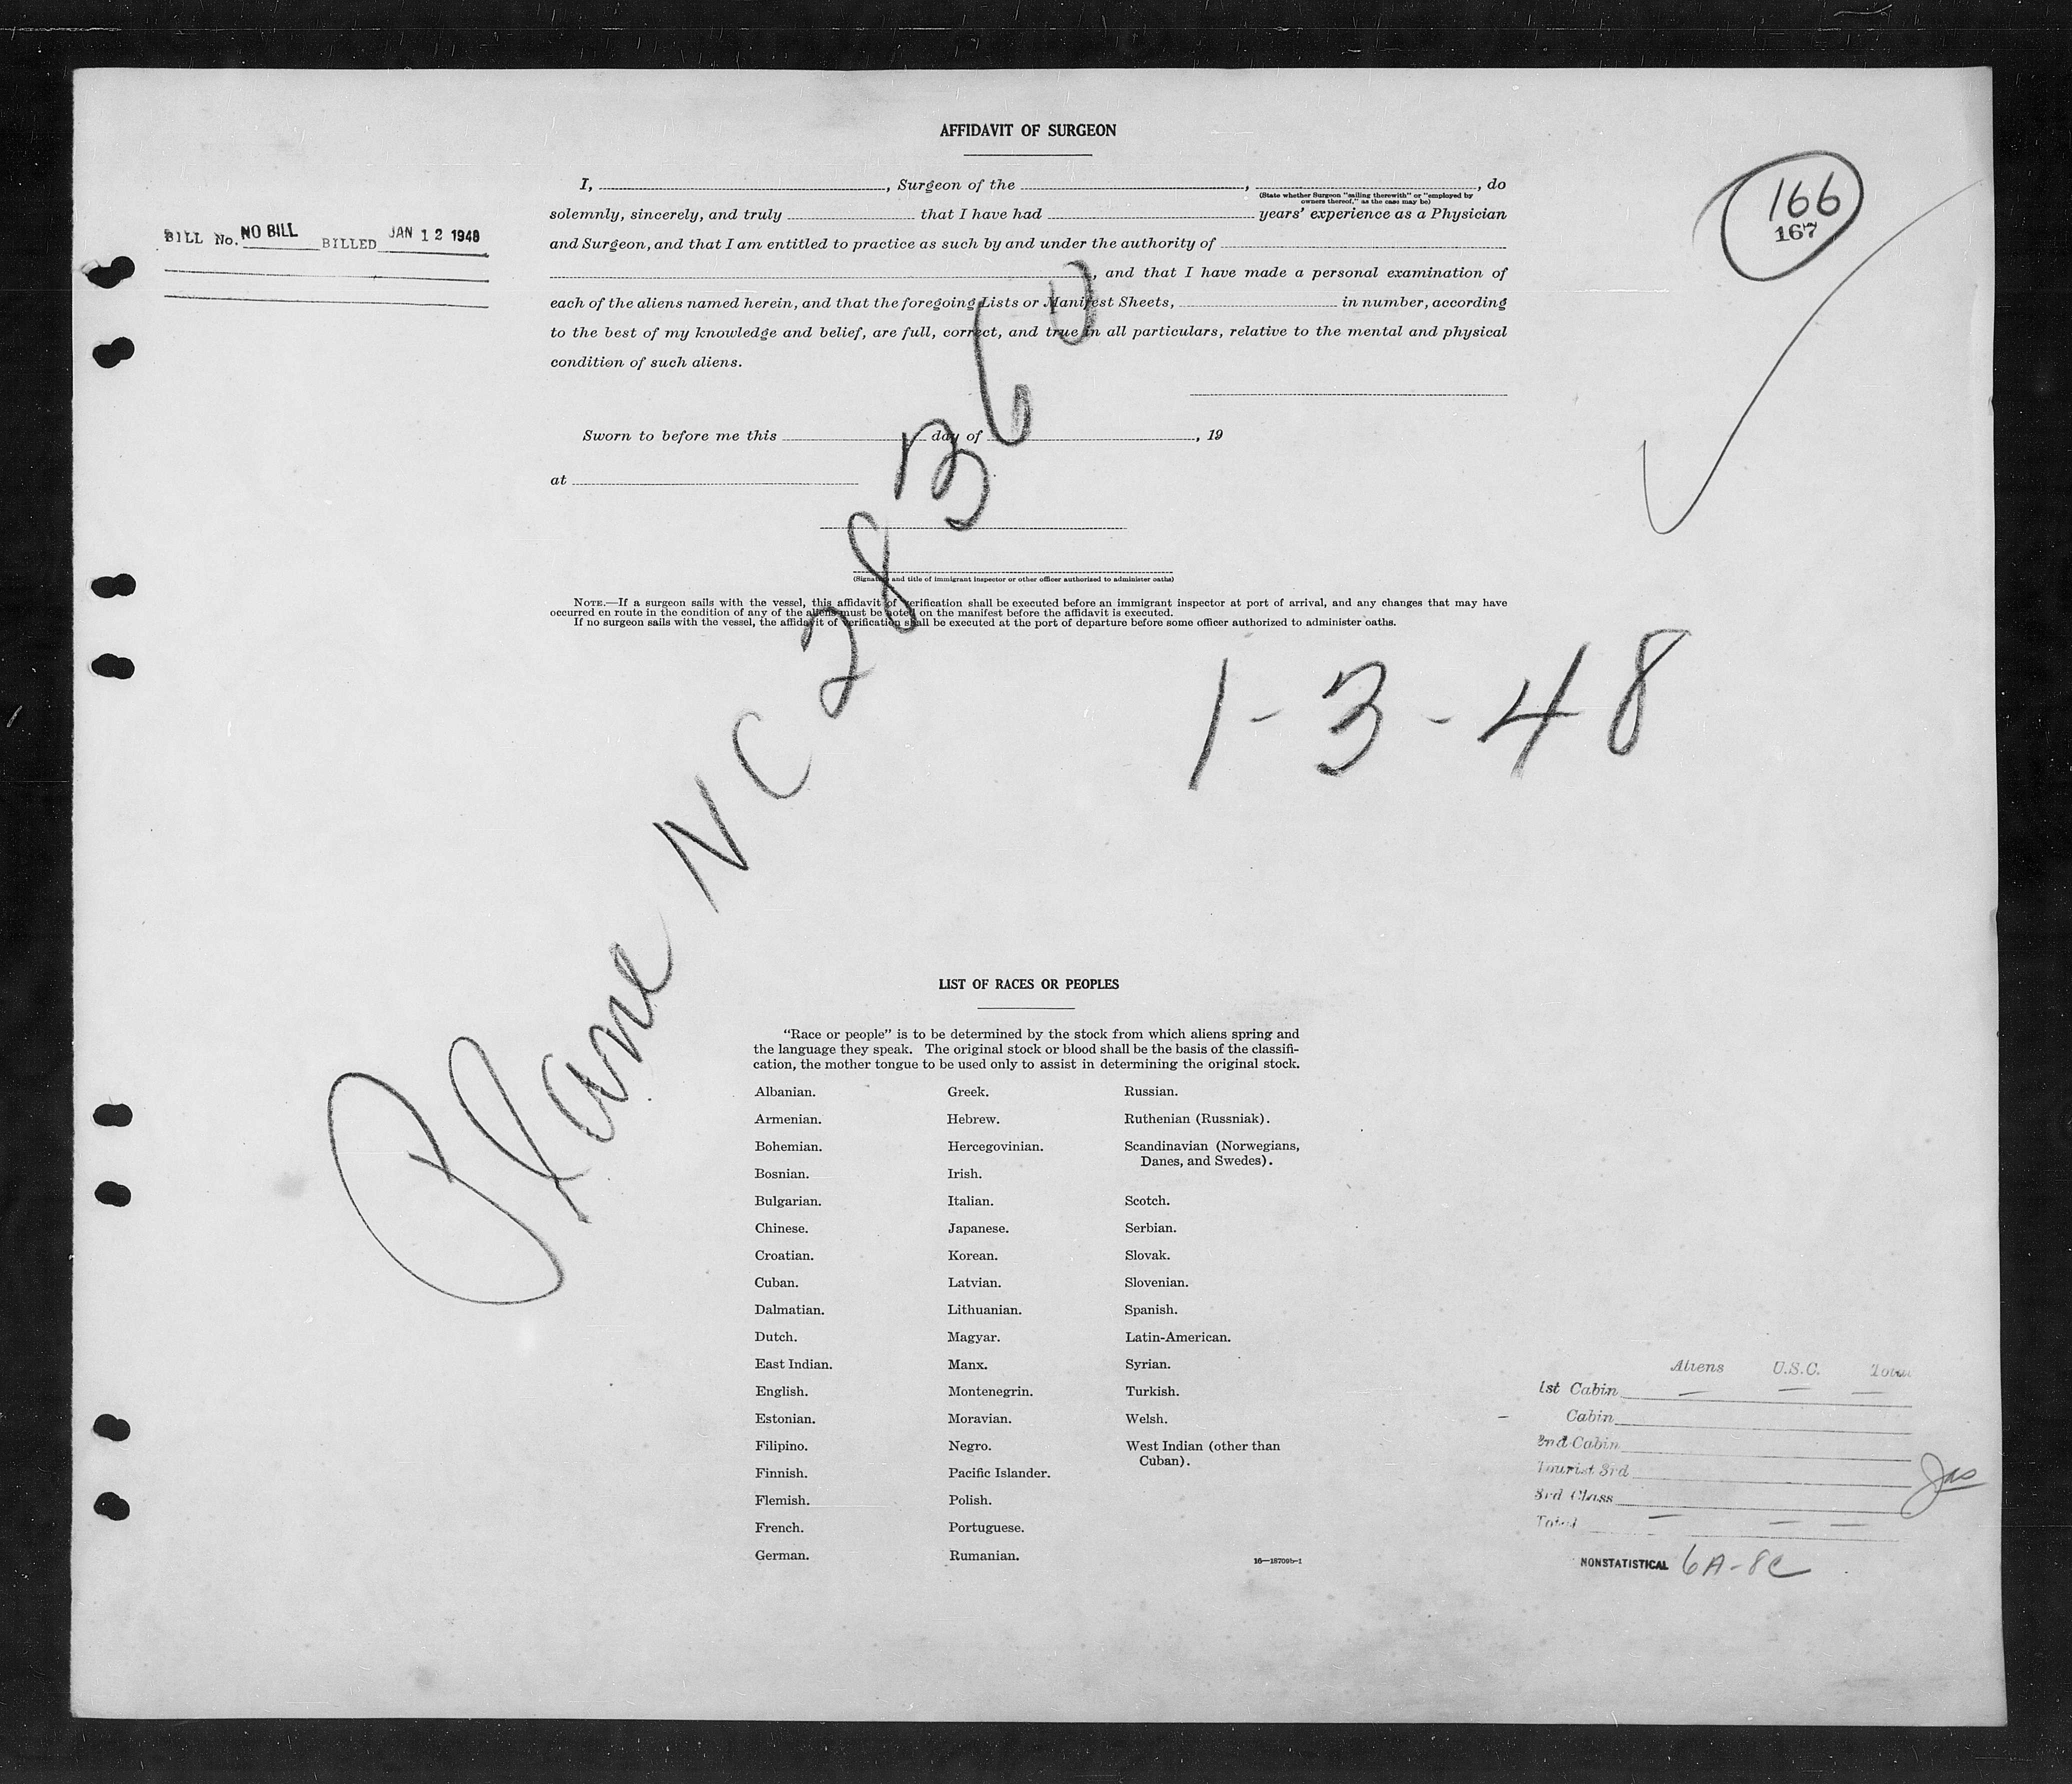 AFFIDAVIT OF SURGEON
166
167
BILL No. NO BILL BILLED JAN 12 1948
I, , Surgeon of the , , do
(State whether Surgeon "sailing therewith" or "employed by
owners thereof," as the case may be)
solemnly, sincerely, and truly that I have had years' experience as a Physician
and Surgeon, and that I am entitled to practice as such by and under the authority of
, and that I have made a personal examination of
each of the aliens named herein, and that the foregoing Lists or Manifest Sheets, in number, according
to the best of my knowledge and belief, are full, correct, and true in all particulars, relative to the mental and physical
condition of such aliens.
Sworn to before me this day of , 19
at
(Signature and title of immigrant inspector or other officer authorized to administer oaths)
NOTE.—If a surgeon sails with the vessel, this affidavit of verification shall be executed before an immigrant inspector at port of arrival, and any changes that may have
occurred en route in the condition of any of the aliens must be noted on the manifest before the affidavit is executed.
If no surgeon sails with the vessel, the affidavit of verification shall be executed at the port of departure before some officer authorized to administer oaths.
Plane NC 28360
1-3-48
LIST OF RACES OR PEOPLES
"Race or people" is to be determined by the stock from which aliens spring and
the language they speak. The original stock or blood shall be the basis of the classifi-
cation, the mother tongue to be used only to assist in determining the original stock.
Albanian.
Armenian.
Bohemian.
Bosnian.
Bulgarian.
Chinese.
Croatian.
Cuban.
Dalmatian.
Dutch.
East Indian.
English.
Estonian.
Filipino.
Finnish.
Flemish.
French.
German.
Greek.
Hebrew.
Hercegovinian.
Irish.
Italian.
Japanese.
Korean.
Latvian.
Lithuanian.
Magyar.
Manx.
Montenegrin.
Moravian.
Negro.
Pacific Islander.
Polish.
Portuguese.
Rumanian.
Russian.
Ruthenian (Russniak).
Scandinavian (Norwegians,
Danes, and Swedes).
Scotch.
Serbian.
Slovak.
Slovenian.
Spanish.
Latin-American.
Syrian.
Turkish.
Welsh.
West Indian (other than
Cuban).
16—18709b-1
Aliens U.S.C. Total
1st Cabin — — —
Cabin
2nd Cabin
Tourist 3rd
3rd Class
Total — — —
NONSTATISTICAL 6A-8C